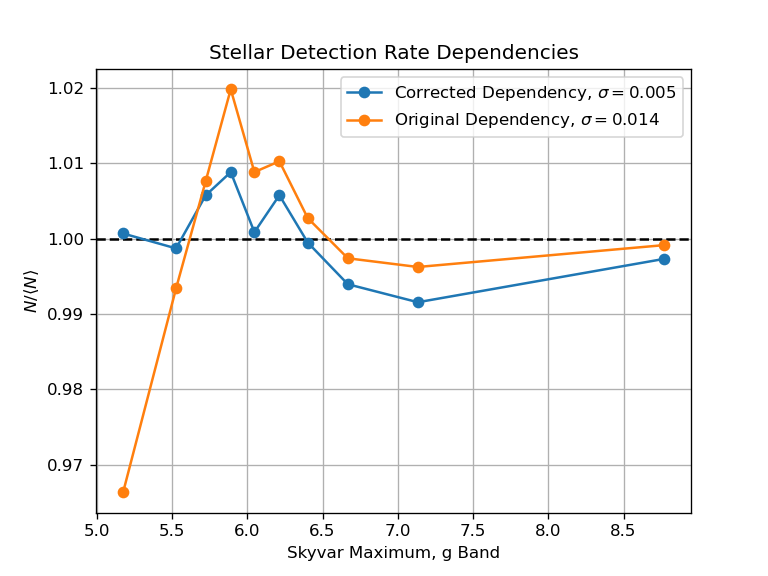 Stellar Detection Rate Dependencies
Corrected Dependency, σ = 0.005
Original Dependency, σ = 0.014
1.02
1.01
1.00
0.99
0.98
0.97
N/⟨N⟩
5.0 5.5 6.0 6.5 7.0 7.5 8.0 8.5
Skyvar Maximum, g Band